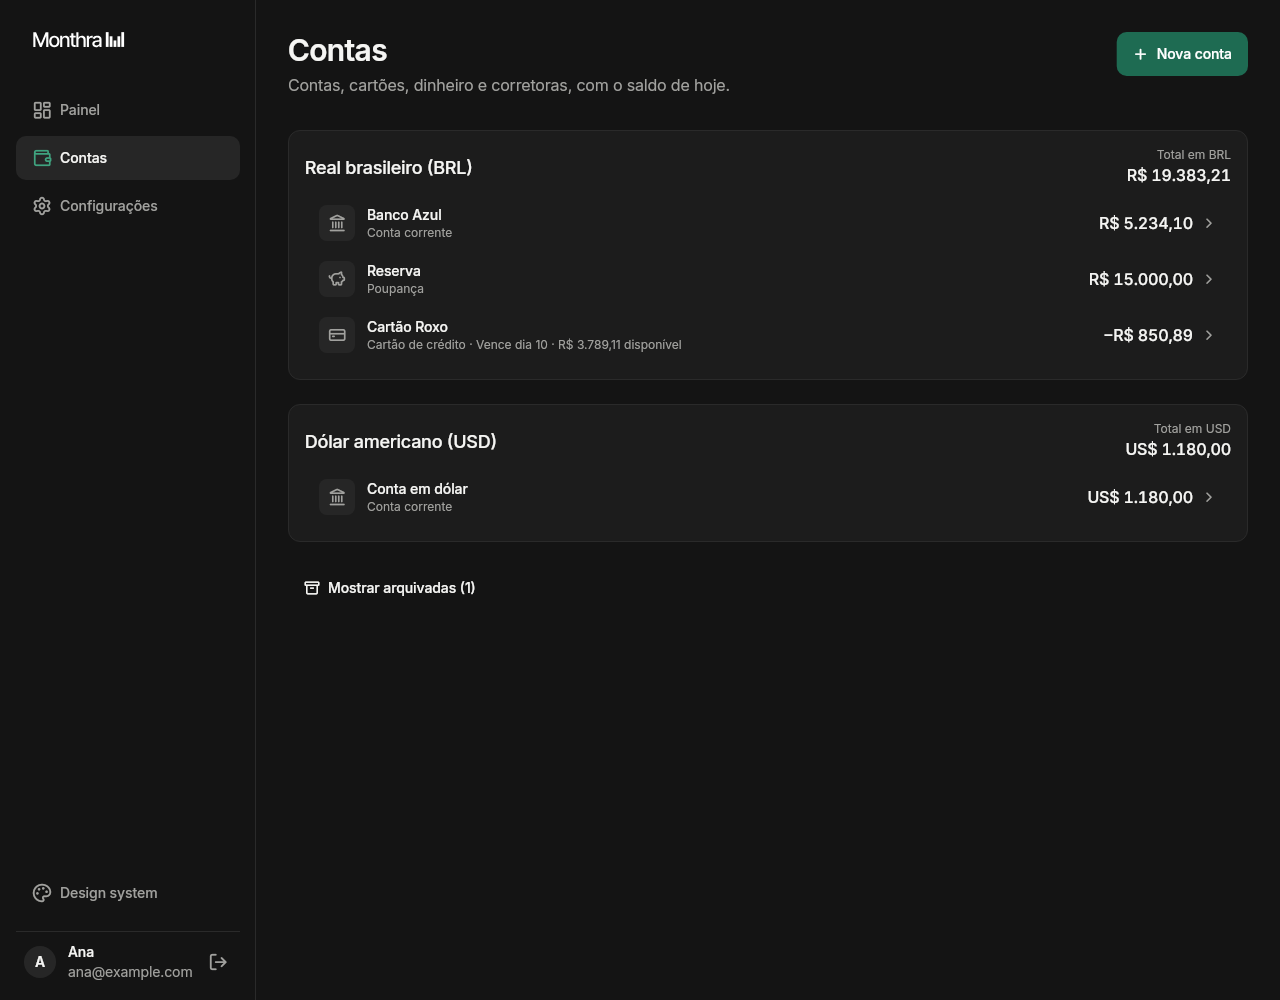 Monthra
Painel
Contas
Configurações
Design system
A
Ana
ana@example.com
Contas
Contas, cartões, dinheiro e corretoras, com o saldo de hoje.
Nova conta
Real brasileiro (BRL)
Total em BRL
R$ 19.383,21
Banco Azul
Conta corrente
R$ 5.234,10
Reserva
Poupança
R$ 15.000,00
Cartão Roxo
Cartão de crédito · Vence dia 10 · R$ 3.789,11 disponível
−R$ 850,89
Dólar americano (USD)
Total em USD
US$ 1.180,00
Conta em dólar
Conta corrente
US$ 1.180,00
Mostrar arquivadas (1)